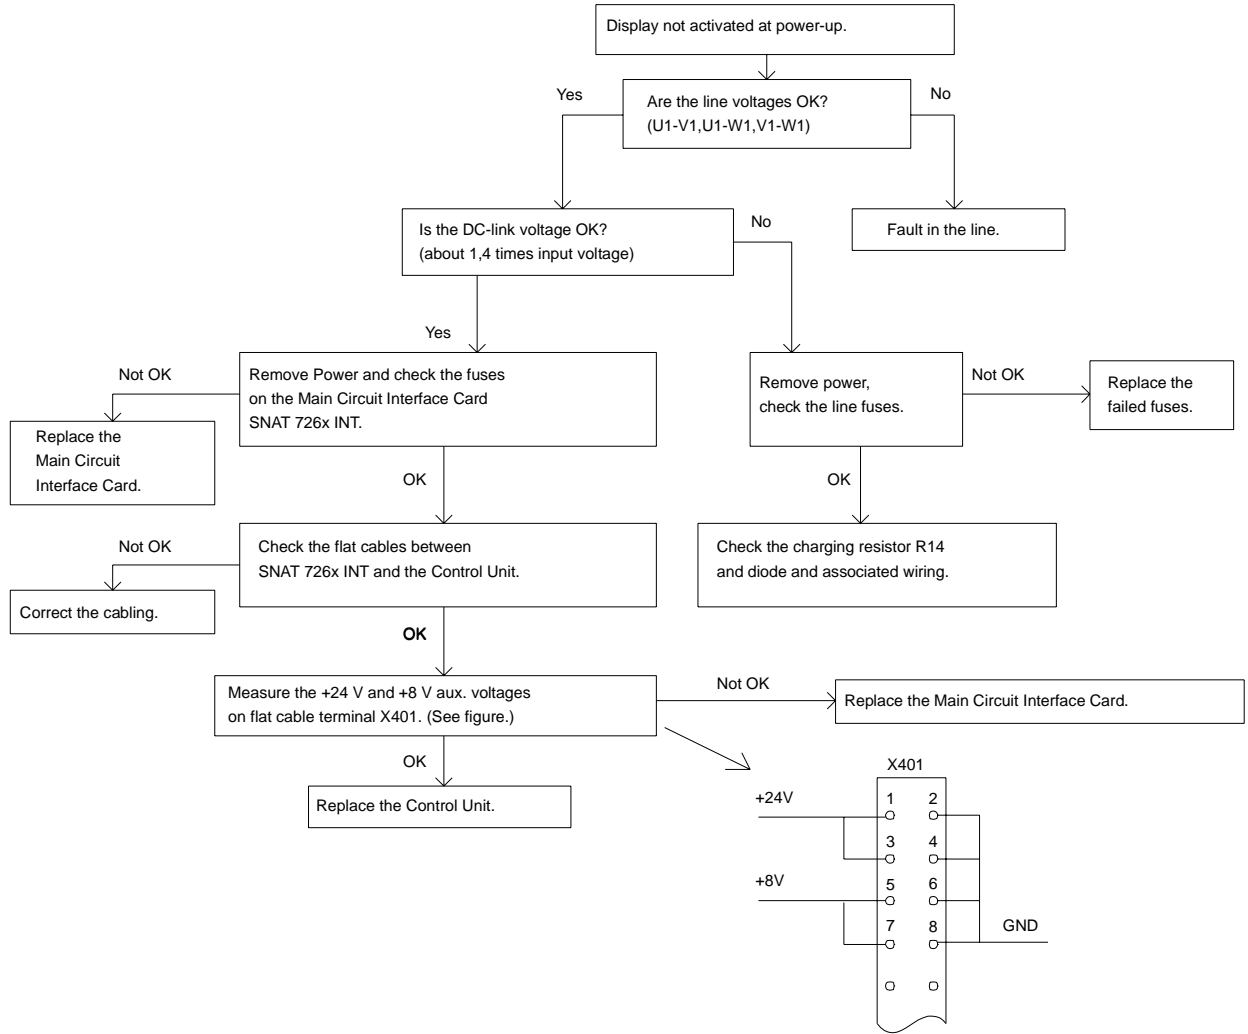 Display not activated at power-up.
Yes
Are the line voltages OK?
(U1-V1,U1-W1,V1-W1)
No
Is the DC-link voltage OK?
(about 1,4 times input voltage)
No
Fault in the line.
Yes
Not OK
Remove Power and check the fuses
on the Main Circuit Interface Card
SNAT 726x INT.
Remove power,
check the line fuses.
Not OK
Replace the
failed fuses.
Replace the
Main Circuit
Interface Card.
OK
OK
Not OK
Check the flat cables between
SNAT 726x INT and the Control Unit.
Check the charging resistor R14
and diode and associated wiring.
Correct the cabling.
OK
Measure the +24 V and +8 V aux. voltages
on flat cable terminal X401. (See figure.)
Not OK
Replace the Main Circuit Interface Card.
OK
Replace the Control Unit.
X401
+24V
1 2
3 4
+8V
5 6
7 8
GND